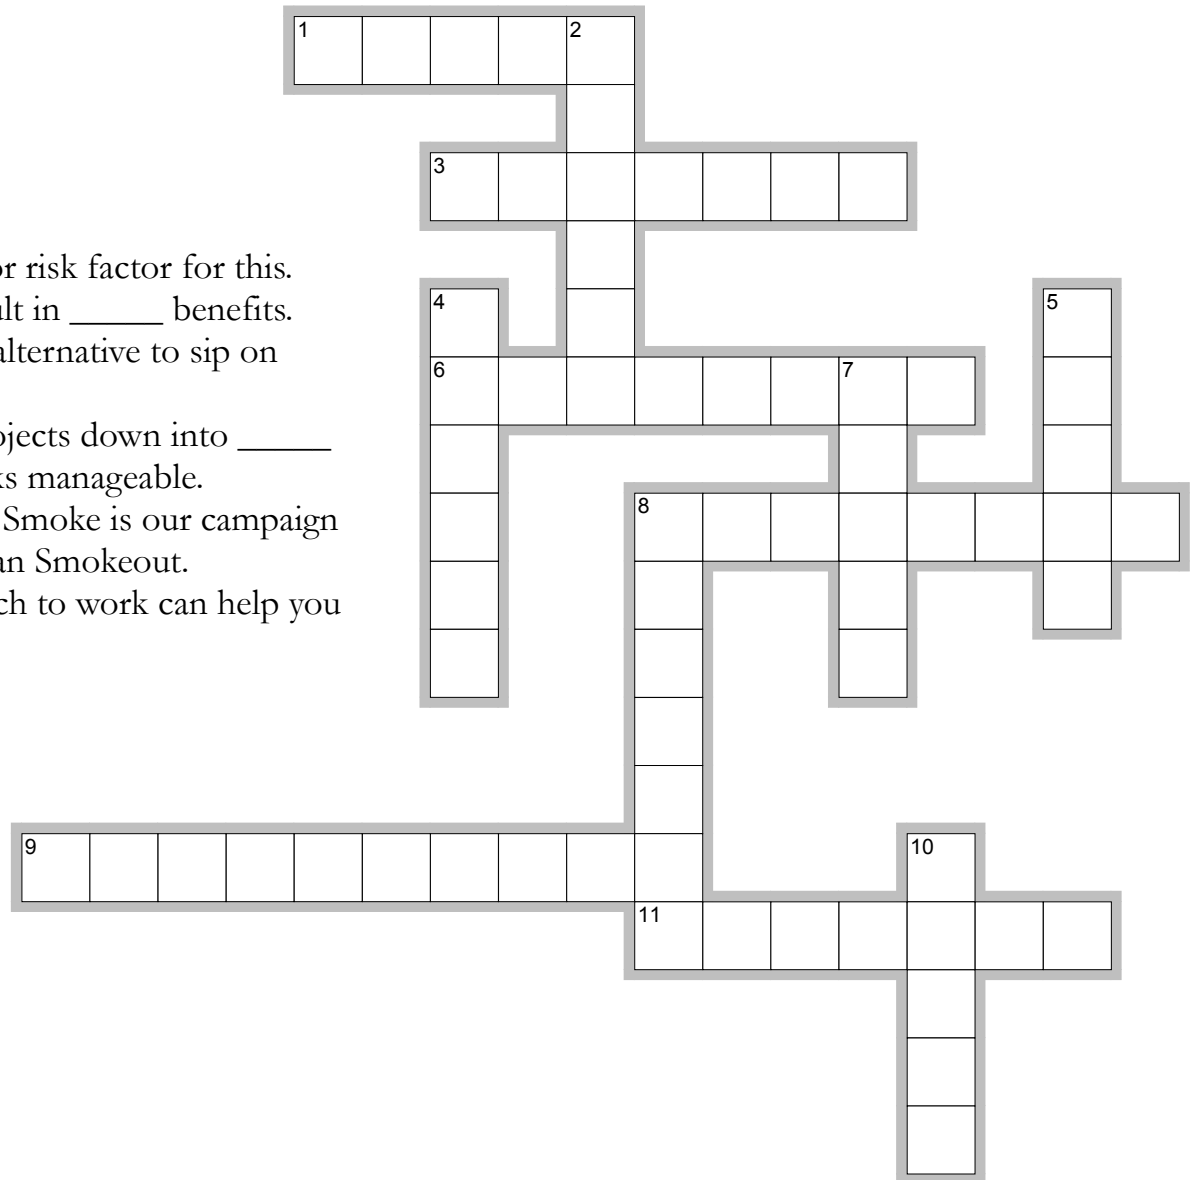 1 2
3
or risk factor for this.
ult in _____ benefits.
4 5
alternative to sip on
6 7
ojects down into _____
ks manageable.
8
Smoke is our campaign
an Smokeout.
ch to work can help you
9 10
11